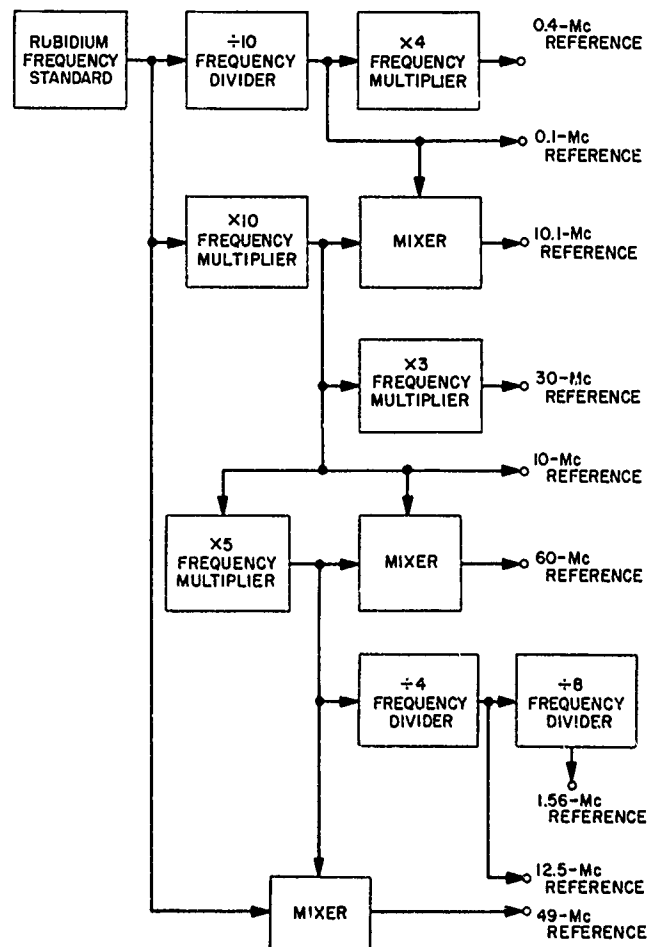 RUBIDIUM
FREQUENCY
STANDARD
÷10
FREQUENCY
DIVIDER
×4
FREQUENCY
MULTIPLIER
0.4-Mc
REFERENCE
0.1-Mc
REFERENCE
×10
FREQUENCY
MULTIPLIER
MIXER
10.1-Mc
REFERENCE
×3
FREQUENCY
MULTIPLIER
30-Mc
REFERENCE
10-Mc
REFERENCE
×5
FREQUENCY
MULTIPLIER
MIXER
60-Mc
REFERENCE
÷4
FREQUENCY
DIVIDER
÷8
FREQUENCY
DIVIDER
1.56-Mc
REFERENCE
12.5-Mc
REFERENCE
MIXER
49-Mc
REFERENCE